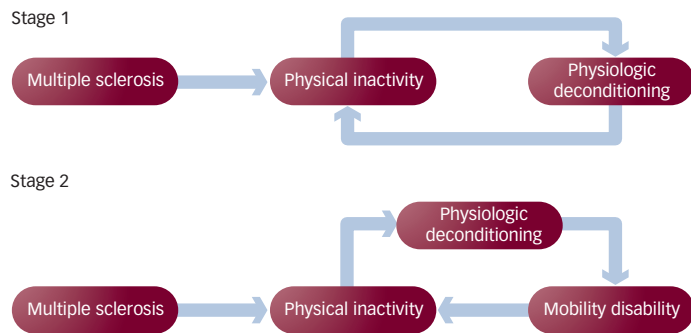 Stage 1
Multiple sclerosis
Physical inactivity
Physiologic
deconditioning
Stage 2
Physiologic
deconditioning
Multiple sclerosis
Physical inactivity
Mobility disability